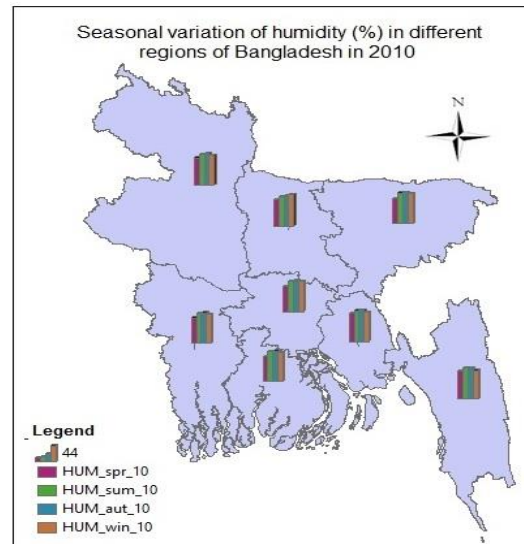 Seasonal variation of humidity (%) in different
regions of Bangladesh in 2010
N
Legend
44
HUM_spr_10
HUM_sum_10
HUM_aut_10
HUM_win_10